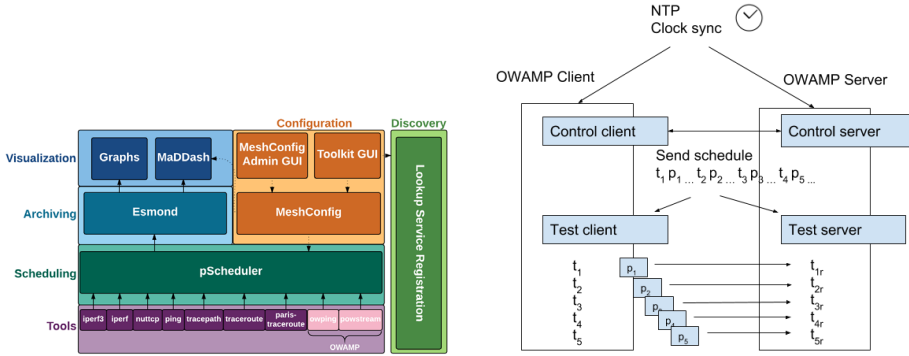 Configuration
Discovery
Visualization
Graphs
MaDDash
MeshConfig
Admin GUI
Toolkit GUI
Archiving
Esmond
MeshConfig
Lookup Service Registration
Scheduling
pScheduler
Tools
iperf3
iperf
nuttcp
ping
tracepath
traceroute
paris-
traceroute
owping
powstream
OWAMP
NTP
Clock sync
OWAMP Client
OWAMP Server
Control client
Control server
Send schedule
t1 p1 ... t2 p2 ... t3 p3 ... t4 p5 ...
Test client
Test server
t1 p1 t1r
t2 p2 t2r
t3 t3r
t4 p4 t4r
t5 p5 t5r